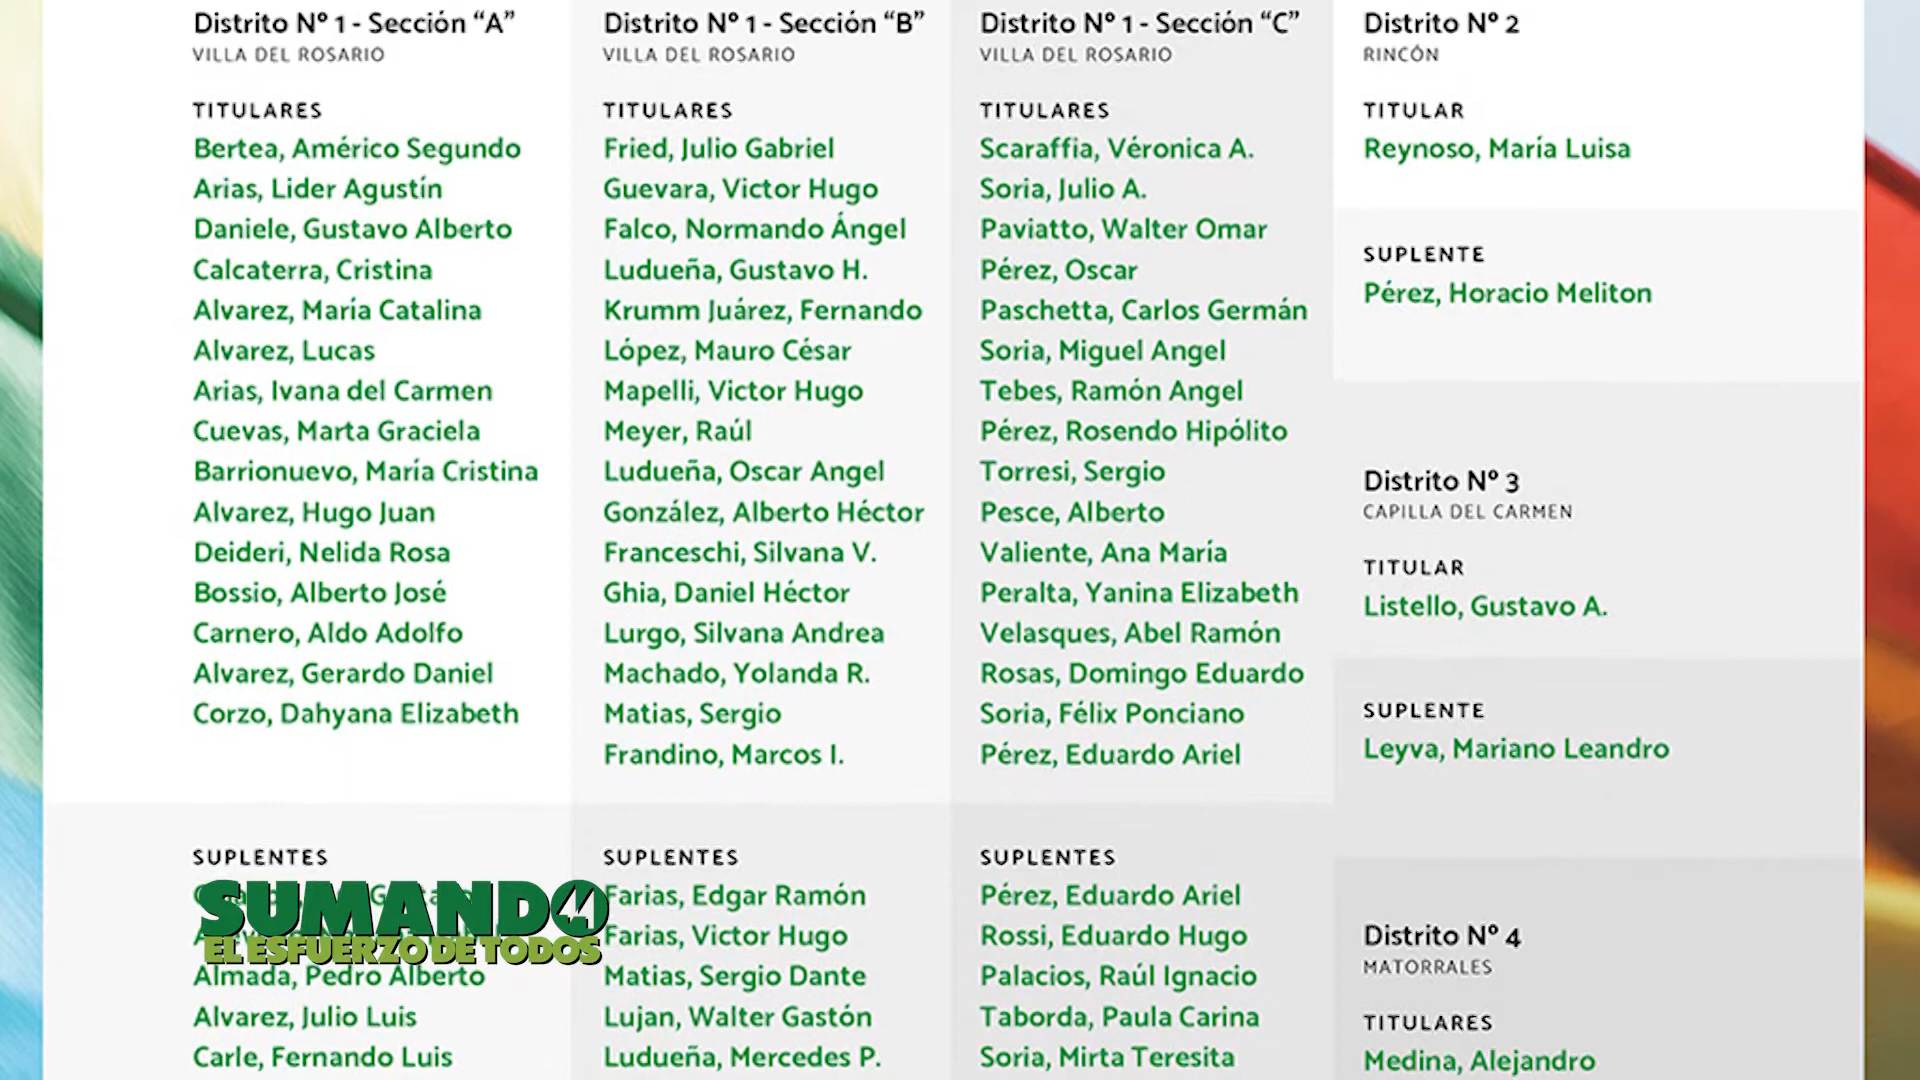 Distrito Nº 1 - Sección “A”
VILLA DEL ROSARIO
TITULARES
Bertea, Américo Segundo
Arias, Lider Agustín
Daniele, Gustavo Alberto
Calcaterra, Cristina
Alvarez, María Catalina
Alvarez, Lucas
Arias, Ivana del Carmen
Cuevas, Marta Graciela
Barrionuevo, María Cristina
Alvarez, Hugo Juan
Deideri, Nelida Rosa
Bossio, Alberto José
Carnero, Aldo Adolfo
Alvarez, Gerardo Daniel
Corzo, Dahyana Elizabeth
SUPLENTES
SUMANDO
EL ESFUERZO DE TODOS
Almada, Pedro Alberto
Alvarez, Julio Luis
Carle, Fernando Luis
Distrito Nº 1 - Sección “B”
VILLA DEL ROSARIO
TITULARES
Fried, Julio Gabriel
Guevara, Victor Hugo
Falco, Normando Ángel
Ludueña, Gustavo H.
Krumm Juárez, Fernando
López, Mauro César
Mapelli, Victor Hugo
Meyer, Raúl
Ludueña, Oscar Angel
González, Alberto Héctor
Franceschi, Silvana V.
Ghia, Daniel Héctor
Lurgo, Silvana Andrea
Machado, Yolanda R.
Matias, Sergio
Frandino, Marcos I.
SUPLENTES
Farias, Edgar Ramón
Farias, Victor Hugo
Matias, Sergio Dante
Lujan, Walter Gastón
Ludueña, Mercedes P.
Distrito Nº 1 - Sección “C”
VILLA DEL ROSARIO
TITULARES
Scaraffia, Véronica A.
Soria, Julio A.
Paviatto, Walter Omar
Pérez, Oscar
Paschetta, Carlos Germán
Soria, Miguel Angel
Tebes, Ramón Angel
Pérez, Rosendo Hipólito
Torresi, Sergio
Pesce, Alberto
Valiente, Ana María
Peralta, Yanina Elizabeth
Velasques, Abel Ramón
Rosas, Domingo Eduardo
Soria, Félix Ponciano
Pérez, Eduardo Ariel
SUPLENTES
Pérez, Eduardo Ariel
Rossi, Eduardo Hugo
Palacios, Raúl Ignacio
Taborda, Paula Carina
Soria, Mirta Teresita
Distrito Nº 2
RINCÓN
TITULAR
Reynoso, María Luisa
SUPLENTE
Pérez, Horacio Meliton
Distrito Nº 3
CAPILLA DEL CARMEN
TITULAR
Listello, Gustavo A.
SUPLENTE
Leyva, Mariano Leandro
Distrito Nº 4
MATORRALES
TITULARES
Medina, Alejandro